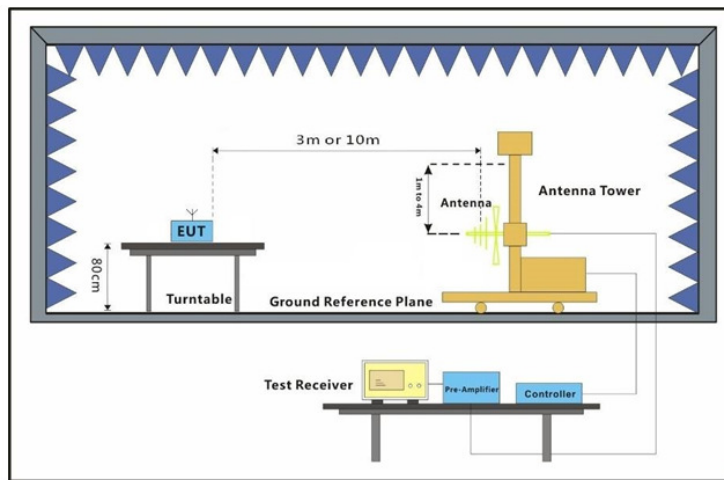 3m or 10m
1m to 4m
Antenna
Antenna Tower
EUT
80cm
Turntable
Ground Reference Plane
Test Receiver
Pre-Amplifier
Controller